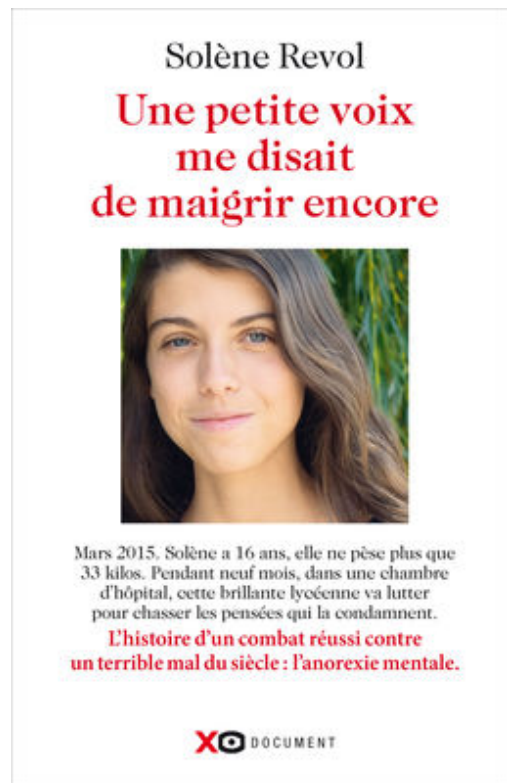 Solène Revol
Une petite voix
me disait
de maigrir encore
Mars 2015. Solène a 16 ans, elle ne pèse plus que
33 kilos. Pendant neuf mois, dans une chambre
d'hôpital, cette brillante lycéenne va lutter
pour chasser les pensées qui la condamnent.
L'histoire d'un combat réussi contre
un terrible mal du siècle : l'anorexie mentale.
XO DOCUMENT